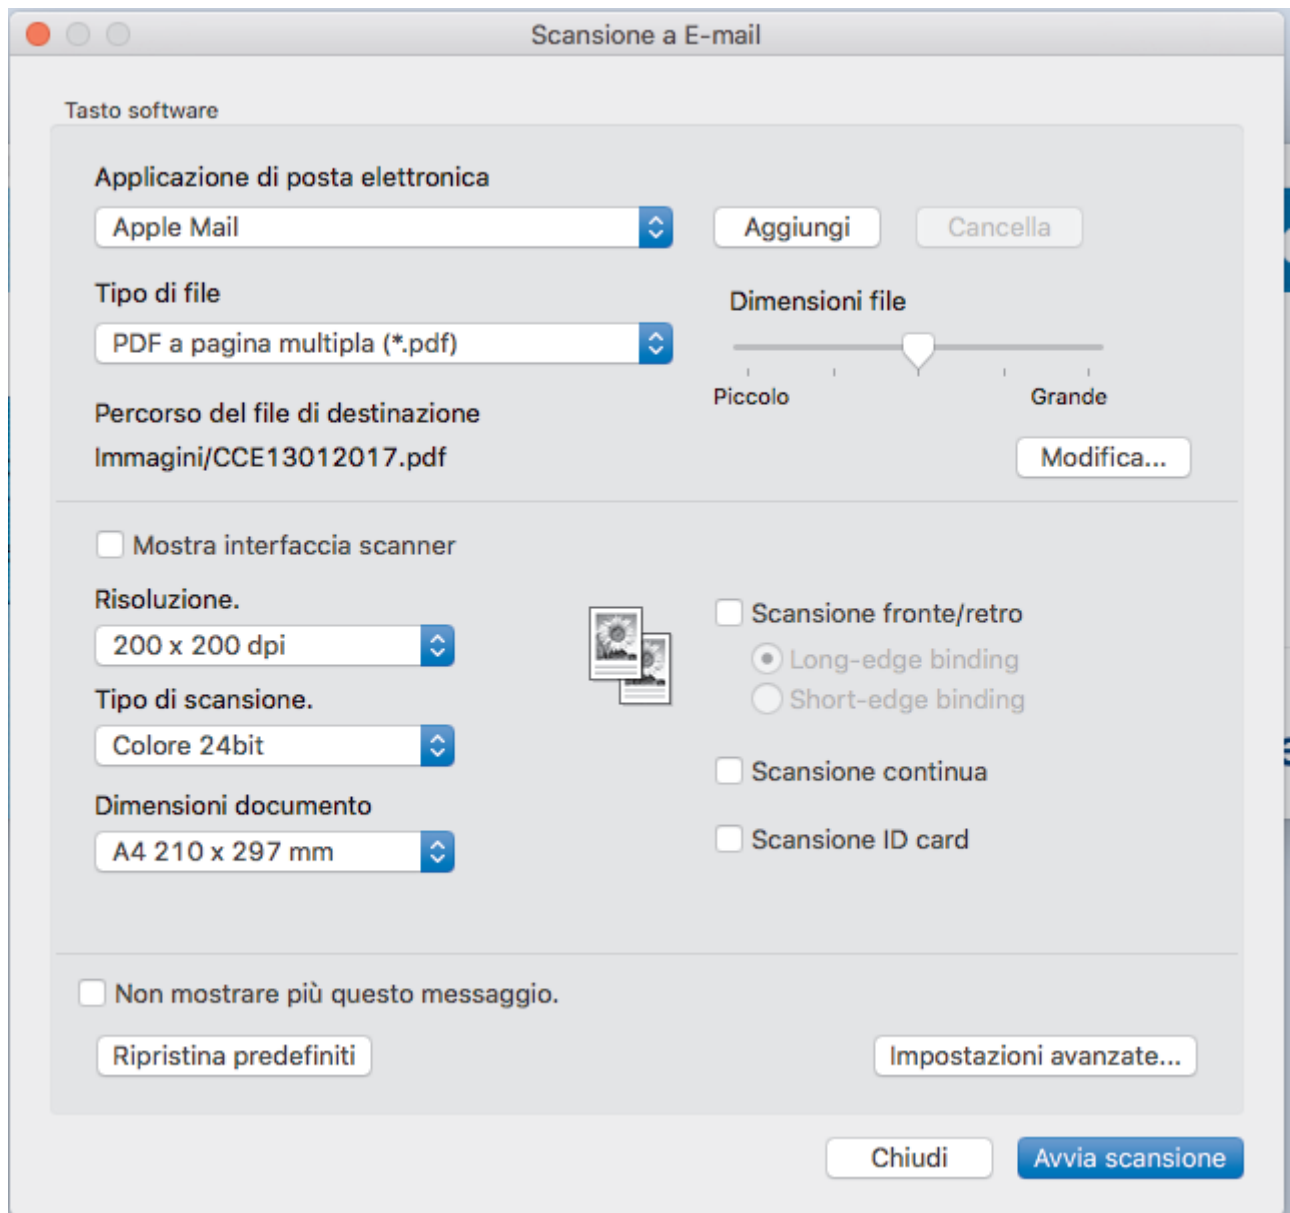 Scansione a E-mail
Tasto software
Applicazione di posta elettronica
Apple Mail
Aggiungi
Cancella
Tipo di file
Dimensioni file
PDF a pagina multipla (*.pdf)
Piccolo
Grande
Percorso del file di destinazione
Immagini/CCE13012017.pdf
Modifica...
Mostra interfaccia scanner
Risoluzione.
Scansione fronte/retro
200 x 200 dpi
Long-edge binding
Tipo di scansione.
Short-edge binding
Colore 24bit
Scansione continua
Dimensioni documento
Scansione ID card
A4 210 x 297 mm
Non mostrare più questo messaggio.
Ripristina predefiniti
Impostazioni avanzate...
Chiudi
Avvia scansione